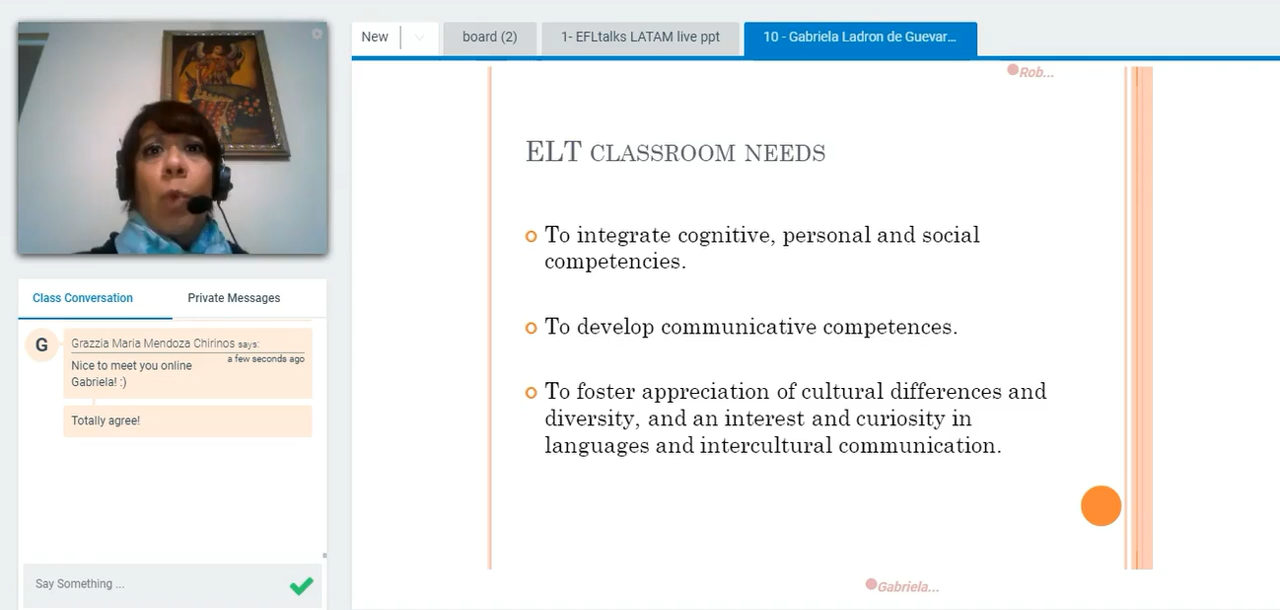 New
board (2)
1- EFLtalks LATAM live ppt
10 - Gabriela Ladron de Guevar...
Rob...
ELT CLASSROOM NEEDS
To integrate cognitive, personal and social
competencies.
To develop communicative competences.
To foster appreciation of cultural differences and
diversity, and an interest and curiosity in
languages and intercultural communication.
Gabriela...
Class Conversation
Private Messages
G
Grazzia Maria Mendoza Chirinos says:
a few seconds ago
Nice to meet you online
Gabriela! :)
Totally agree!
Say Something ...